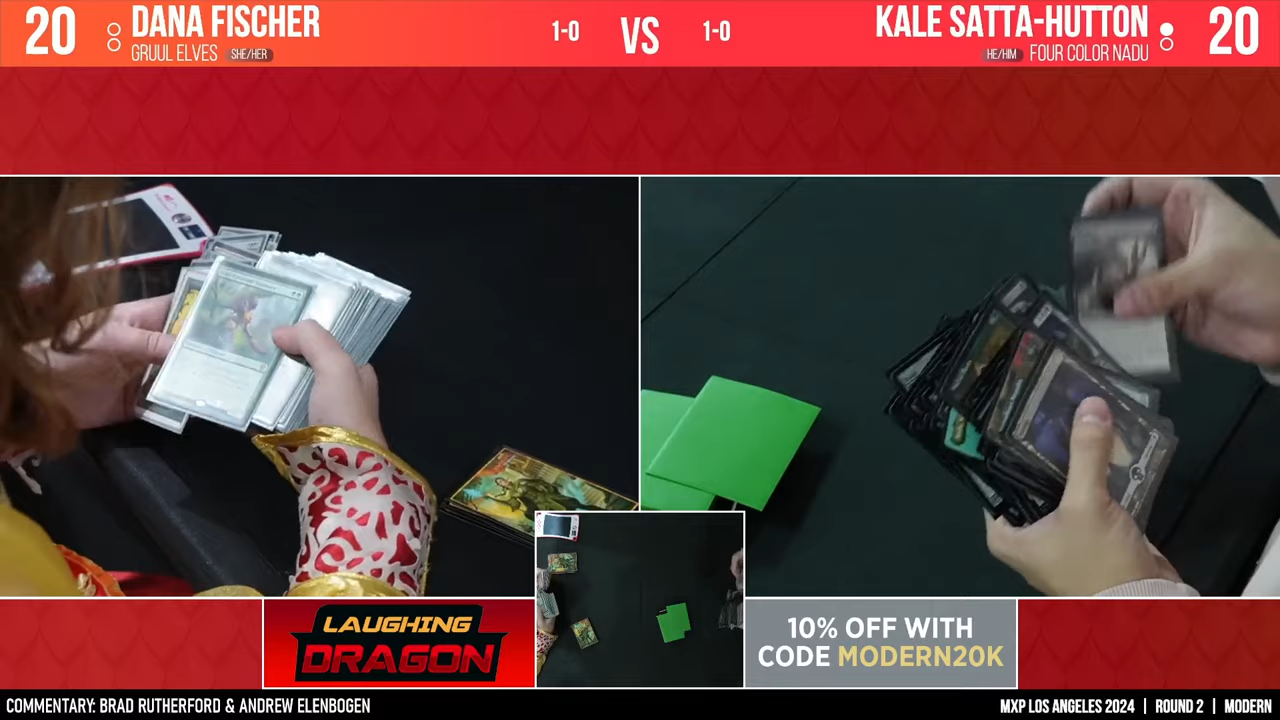 20
DANA FISCHER
GRUUL ELVES SHE/HER
1-0 VS 1-0
KALE SATTA-HUTTON
HE/HIM FOUR COLOR NADU
20
LAUGHING
DRAGON
10% OFF WITH
CODE MODERN20K
COMMENTARY: BRAD RUTHERFORD & ANDREW ELENBOGEN
MXP LOS ANGELES 2024 | ROUND 2 | MODERN